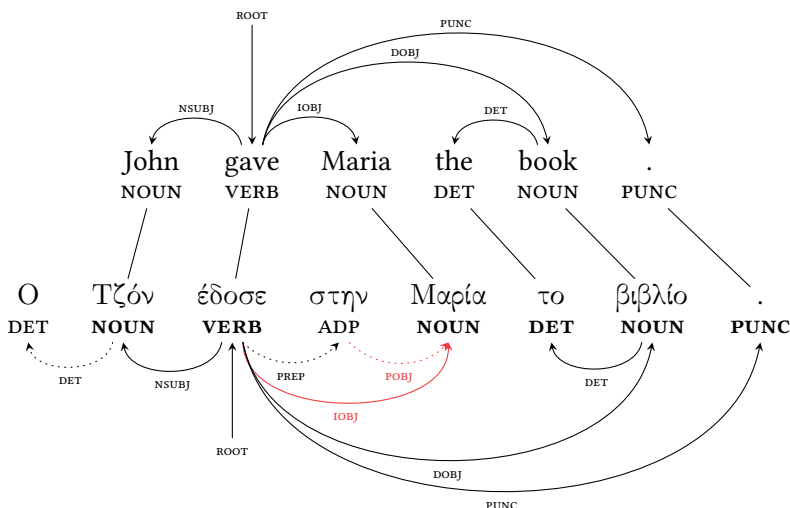 ROOT
PUNC
DOBJ
NSUBJ IOBJ DET
John gave Maria the book .
NOUN VERB NOUN DET NOUN PUNC
Ο Τζόν έδοσε στην Μαρία το βιβλίο .
DET NOUN VERB ADP NOUN DET NOUN PUNC
DET NSUBJ PREP POBJ DET
IOBJ
ROOT
DOBJ
PUNC